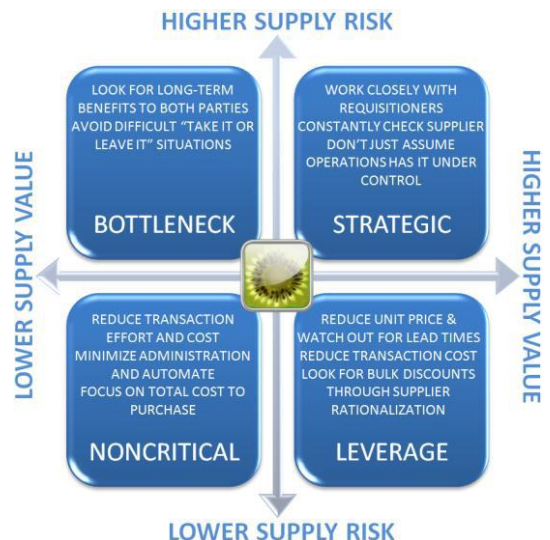 HIGHER SUPPLY RISK
LOOK FOR LONG-TERM
BENEFITS TO BOTH PARTIES
AVOID DIFFICULT “TAKE IT OR
LEAVE IT” SITUATIONS
BOTTLENECK
WORK CLOSELY WITH
REQUISITIONERS
CONSTANTLY CHECK SUPPLIER
DON’T JUST ASSUME
OPERATIONS HAS IT UNDER
CONTROL
STRATEGIC
LOWER SUPPLY VALUE
HIGHER SUPPLY VALUE
REDUCE TRANSACTION
EFFORT AND COST
MINIMIZE ADMINISTRATION
AND AUTOMATE
FOCUS ON TOTAL COST TO
PURCHASE
NONCRITICAL
REDUCE UNIT PRICE &
WATCH OUT FOR LEAD TIMES
REDUCE TRANSACTION COST
LOOK FOR BULK DISCOUNTS
THROUGH SUPPLIER
RATIONALIZATION
LEVERAGE
LOWER SUPPLY RISK